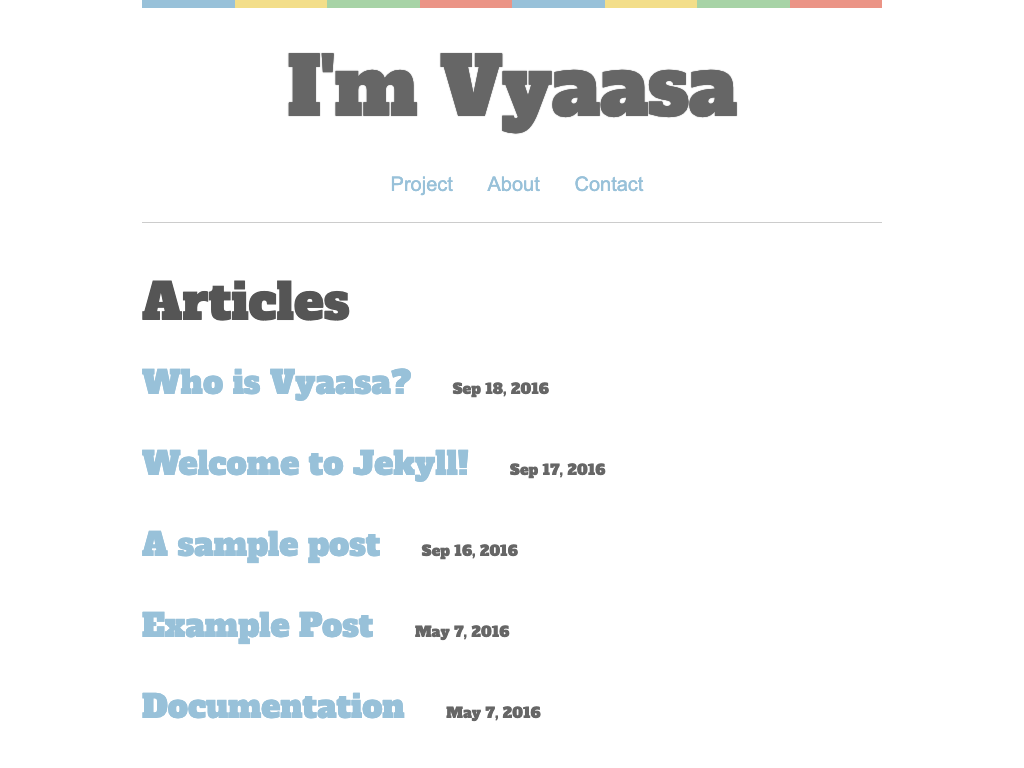 I'm Vyaasa
Project About Contact
Articles
Who is Vyaasa? Sep 18, 2016
Welcome to Jekyll! Sep 17, 2016
A sample post Sep 16, 2016
Example Post May 7, 2016
Documentation May 7, 2016